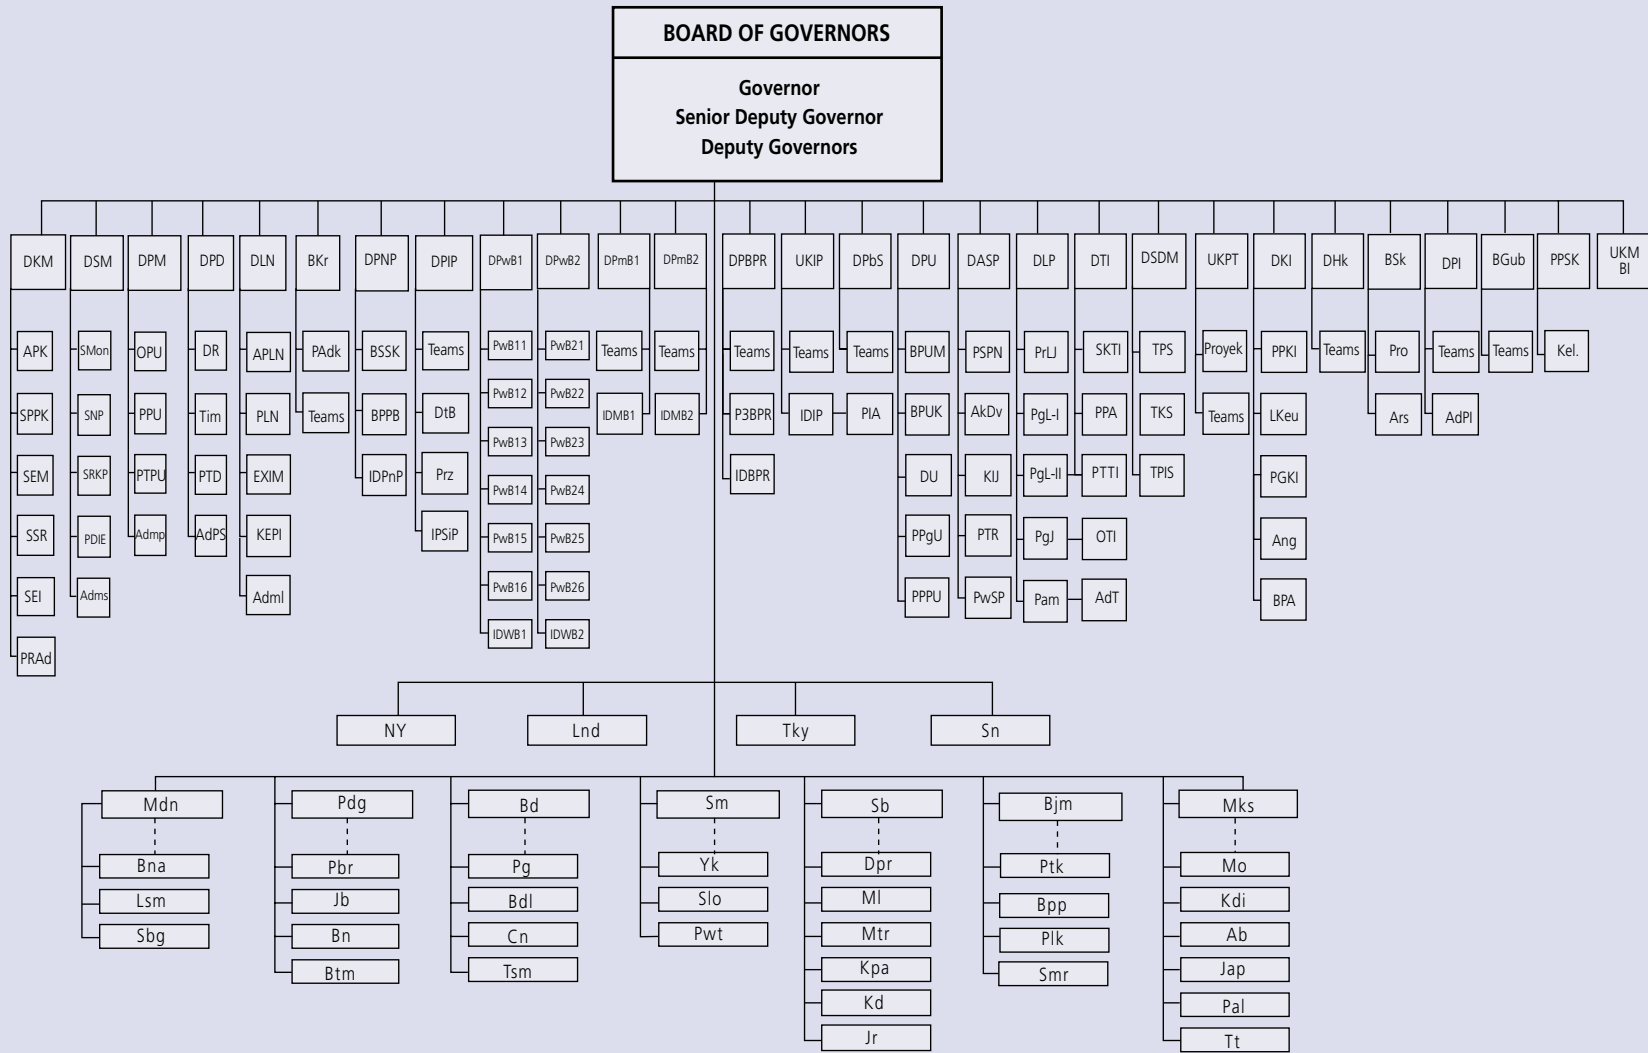 BOARD OF GOVERNORS
Governor
Senior Deputy Governor
Deputy Governors
DKM DSM DPM DPD DLN BKr DPNP DPIP DPwB1 DPwB2 DPmB1 DPmB2 DPBPR UKIP DPbS DPU DASP DLP DTI DSDM UKPT DKI DHk BSk DPI BGub PPSK UKM
BI
APK SMon OPU DR APLN PAdk BSSK Teams PwB11 PwB21 Teams Teams Teams Teams Teams BPUM PSPN PrLJ SKTI TPS Proyek PPKI Teams Pro Teams Teams Kel.
SPPK SNP PPU Tim PLN Teams BPPB DtB PwB12 PwB22 IDMB1 IDMB2 P3BPR IDIP PIA BPUK AkDv PgL-I PPA TKS Teams LKeu Ars AdPI
PwB13 PwB23
SEM SRKP PTPU PTD EXIM IDPnP Prz IDBPR DU KIJ PgL-II PTTI TPIS PGKI
PwB14 PwB24
SSR PDIE Admp AdPS KEPI IPSiP PwB15 PwB25 PPgU PTR PgJ OTI Ang
SEI Adms Adml PwB16 PwB26 PPPU PwSP Pam AdT BPA
IDWB1 IDWB2
PRAd
NY Lnd Tky Sn
Mdn Pdg Bd Sm Sb Bjm Mks
Bna Pbr Pg Yk Dpr Ptk Mo
Lsm Jb Bdl Slo Ml Bpp Kdi
Sbg Bn Cn Pwt Mtr Plk Ab
Btm Tsm Kpa Smr Jap
Kd Pal
Jr Tt